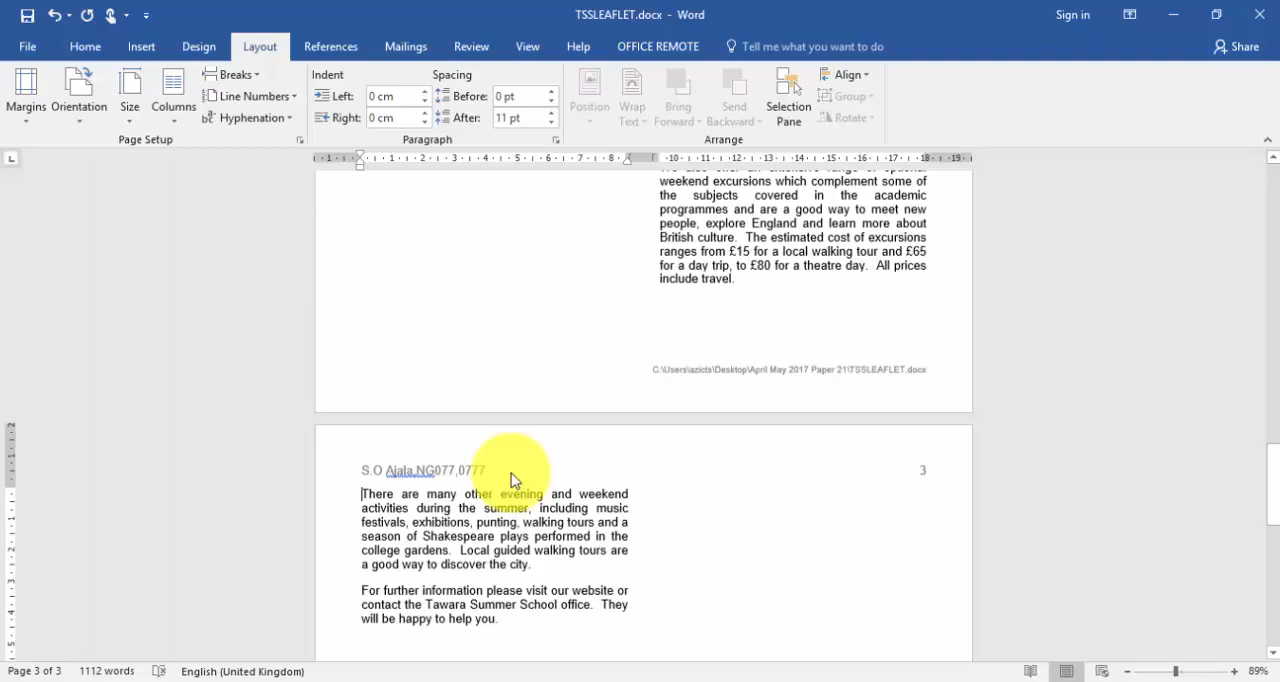 TSSLEAFLET.docx - Word
Sign in
File Home Insert Design Layout References Mailings Review View Help OFFICE REMOTE Tell me what you want to do Share
Margins
Orientation
Size
Columns
Breaks
Line Numbers
Hyphenation
Page Setup
Indent
Left: 0 cm
Right: 0 cm
Spacing
Before: 0 pt
After: 11 pt
Paragraph
Position
Wrap
Text
Bring
Forward
Send
Backward
Selection
Pane
Align
Group
Rotate
Arrange
weekend excursions which complement some of
the subjects covered in the academic
programmes and are a good way to meet new
people, explore England and learn more about
British culture. The estimated cost of excursions
ranges from £15 for a local walking tour and £65
for a day trip, to £80 for a theatre day. All prices
include travel.
C:\Users\azicts\Desktop\April May 2017 Paper 21\TSSLEAFLET.docx
S.O Ajala,NG077,0777 3
There are many other evening and weekend
activities during the summer, including music
festivals, exhibitions, punting, walking tours and a
season of Shakespeare plays performed in the
college gardens. Local guided walking tours are
a good way to discover the city.
For further information please visit our website or
contact the Tawara Summer School office. They
will be happy to help you.
Page 3 of 3 1112 words English (United Kingdom) 89%